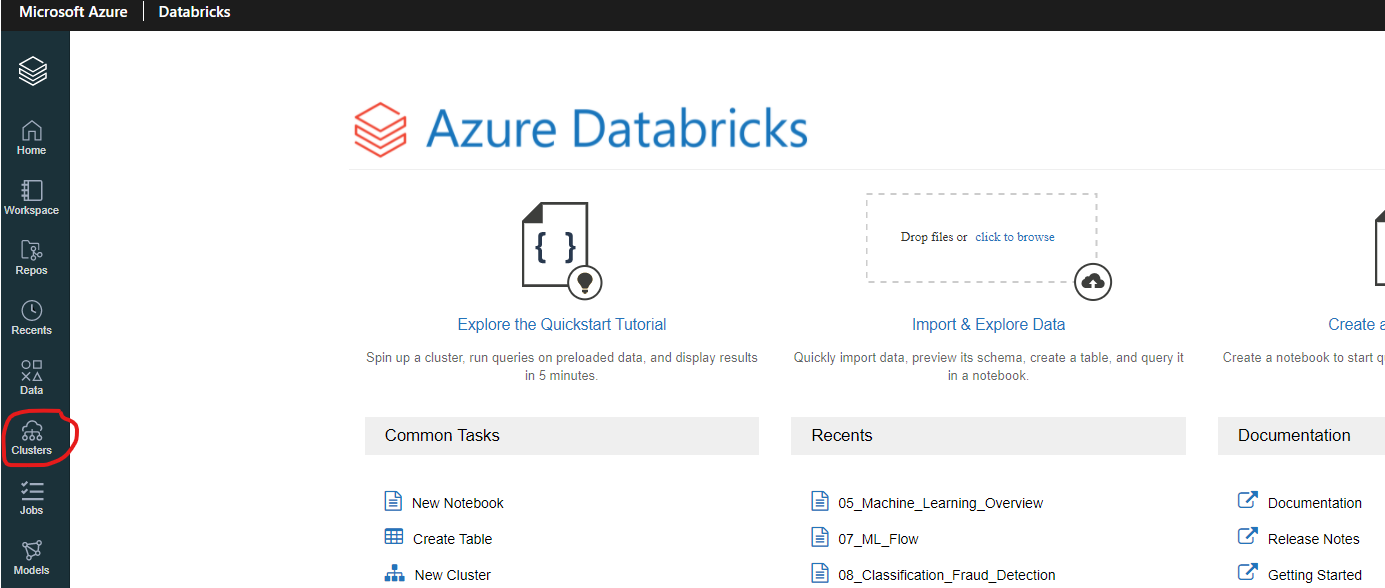 Microsoft Azure Databricks
Home
Workspace
Repos
Recents
Data
Clusters
Jobs
Models
Azure Databricks
{ }
Explore the Quickstart Tutorial
Spin up a cluster, run queries on preloaded data, and display results
in 5 minutes.
Drop files or click to browse
Import & Explore Data
Quickly import data, preview its schema, create a table, and query it
in a notebook.
Create a
Create a notebook to start q
Common Tasks
New Notebook
Create Table
New Cluster
Recents
05_Machine_Learning_Overview
07_ML_Flow
08_Classification_Fraud_Detection
Documentation
Documentation
Release Notes
Getting Started